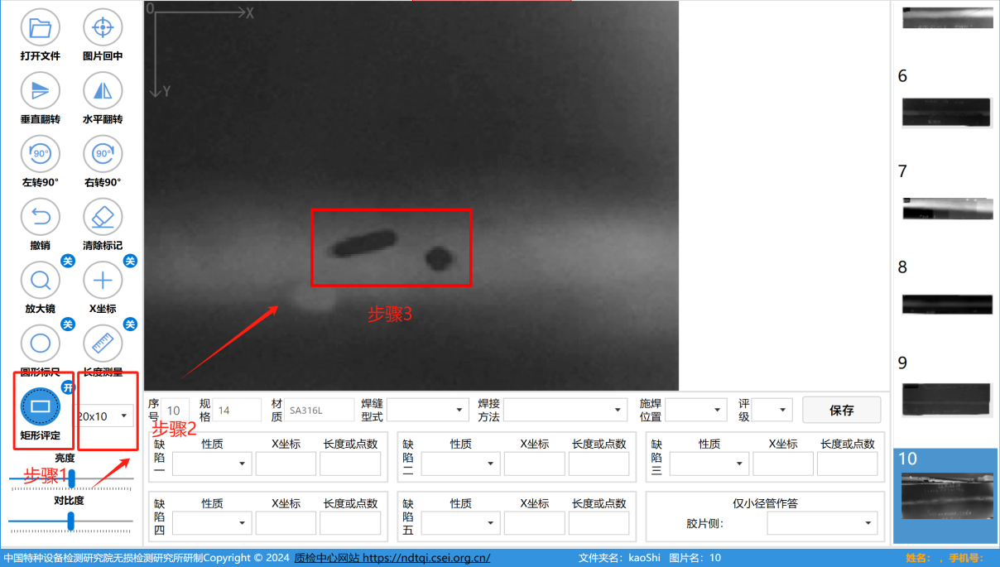 打开文件
图片回中
垂直翻转
水平翻转
90°
90°
左转90°
右转90°
撤销
清除标记
关
关
放大镜
X坐标
关
关
圆形标尺
长度测量
开
20x10
矩形评定
亮度
对比度
步骤1
步骤2
步骤3
0
X
Y
序号
10
规格
14
材质
SA316L
焊缝型式
焊接方法
施焊位置
评级
保存
缺陷一
性质
X坐标
长度或点数
缺陷二
性质
X坐标
长度或点数
缺陷三
性质
X坐标
长度或点数
缺陷四
性质
X坐标
长度或点数
缺陷五
性质
X坐标
长度或点数
仅小径管作答
胶片侧:
6
7
8
9
10
中国特种设备检测研究院无损检测研究所研制Copyright © 2024 质检中心网站 https://ndtqi.csei.org.cn/
文件夹名: kaoShi 图片名: 10
姓名: , 手机号: